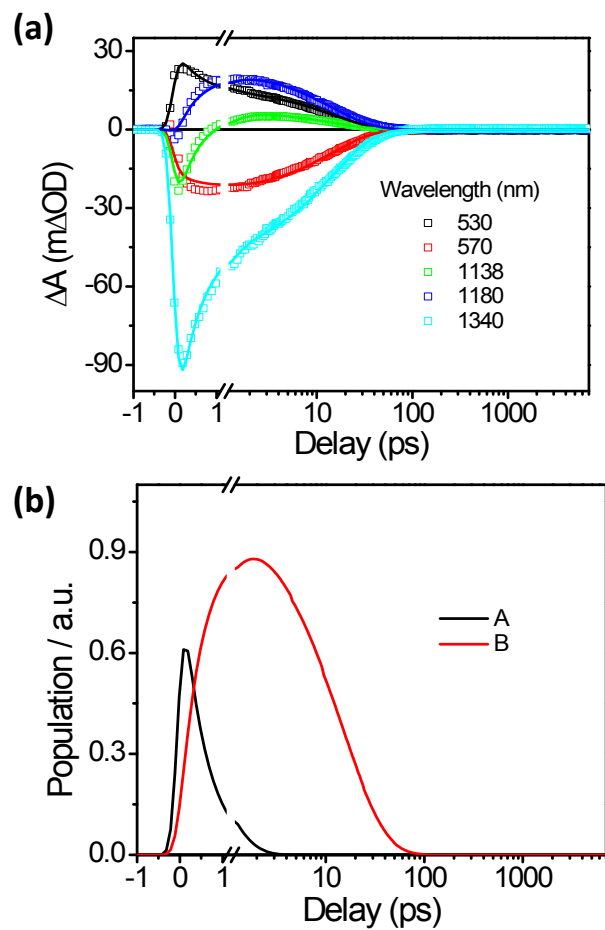 (a)
30
0
-30
-60
-90
ΔA (mΔOD)
Wavelength (nm)
530
570
1138
1180
1340
-1 0 1 10 100 1000
Delay (ps)
(b)
0.9
0.6
0.3
0.0
Population / a.u.
A
B
-1 0 1 10 100 1000
Delay (ps)